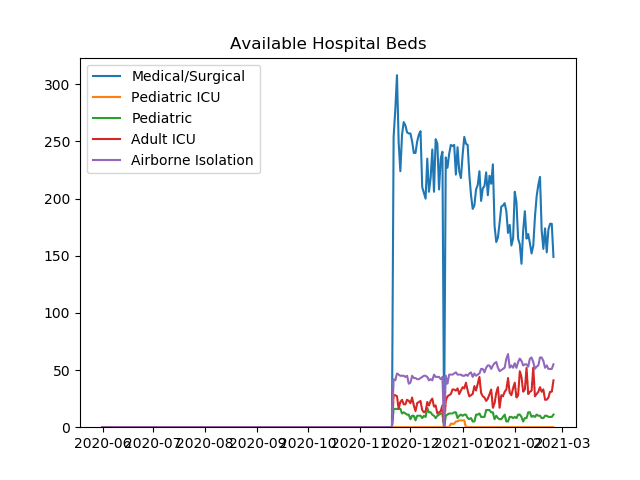 Available Hospital Beds
Medical/Surgical
Pediatric ICU
Pediatric
Adult ICU
Airborne Isolation
300
250
200
150
100
50
0
2020-06 2020-07 2020-08 2020-09 2020-10 2020-11 2020-12 2021-01 2021-02 2021-03